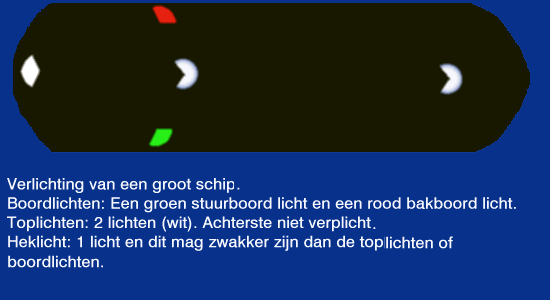 Verlichting van een groot schip.
Boordlichten: Een groen stuurboord licht en een rood bakboord licht.
Toplichten: 2 lichten (wit). Achterste niet verplicht.
Heklicht: 1 licht en dit mag zwakker zijn dan de toplichten of
boordlichten.